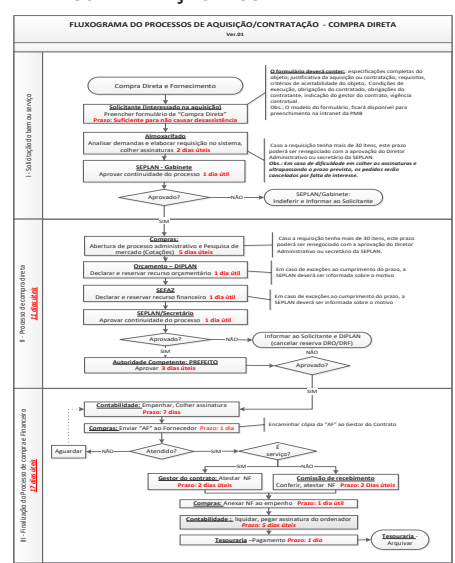 FLUXOGRAMA DO PROCESSOS DE AQUISIÇÃO/CONTRATAÇÃO - COMPRA DIRETA
Ver.01
I - Solicitação do bem ou serviço
Compra Direta e Fornecimento
Solicitante (interessado na aquisição)
Preencher formulário de "Compra Direta"
Prazo: Suficiente para não causar desassistência
O formulário deverá conter: especificações completas do
objeto; justificativa da aquisição ou contratação; requisitos,
critérios de aceitabilidade do objeto, Condições de
execução, obrigações do contratado, obrigações do
contratante, indicação do gestor do contrato, vigência
contratual.
Obs.: O modelo do formulário, ficará disponível para
preenchimento na intranet da PMB
Almoxarifado
Analisar demandas e elaborar requisição no sistema,
colher assinaturas 2 dias úteis
Caso a requisição tenha mais de 30 itens, este prazo
poderá ser renegociado com a aprovação do Diretor
Administrativo ou secretário da SEPLAN.
Obs.: Em caso de dificuldade em colher as assinaturas e
ultrapassando o prazo previsto, os pedidos serão
cancelados por falta de interesse.
SEPLAN - Gabinete
Aprovar continuidade do processo 1 dia útil
Aprovado?
NÃO
SEPLAN/Gabinete:
Indeferir e Informar ao Solicitante
SIM
II - Processo de compra direta
11 dias úteis
Compras:
Abertura de processo administrativo e Pesquisa de
mercado (Cotações) 5 dias úteis
Caso a requisição tenha mais de 30 itens, este prazo
poderá ser renegociado com a aprovação do Diretor
Administrativo ou secretário da SEPLAN.
Orçamento – DIPLAN
Declarar e reservar recurso orçamentário 1 dia útil
Em caso de exceções ao cumprimento do prazo, a
SEPLAN deverá ser informada sobre o motivo
SEFAZ
Declarar e reservar recurso financeiro 1 dia útil
Em caso de exceções ao cumprimento do prazo, a
SEPLAN deverá ser informada sobre o motivo
SEPLAN/Secretário
Aprovar continuidade do processo 1 dia útil
Aprovado?
NÃO
Informar ao Solicitante e DIPLAN
(cancelar reserva DRO/DRF)
SIM
NÃO
Autoridade Competente: PREFEITO
Aprovar 3 dias úteis
Aprovado?
SIM
III - Finalização do Processo de compra e Financeiro
17 dias úteis
Contabilidade: Empenhar, Colher assinatura
Prazo: 7 dias
Compras: Enviar "AF" ao Fornecedor Prazo: 1 dia
Encaminhar cópia da "AF" ao Gestor do Contrato
Aguardar
NÃO
Atendido?
SIM
É
serviço?
SIM
NÃO
Gestor do contrato: Atestar NF
Prazo: 2 dias úteis
Comissão de recebimento
Conferir, atestar NF Prazo: 2 Dias úteis
Compras: Anexar NF ao empenho Prazo: 1 dia útil
Contabilidade : liquidar, pegar assinatura do ordenador
Prazo: 5 dias úteis
Tesouraria –Pagamento Prazo: 1 dia
Tesouraria -
Arquivar